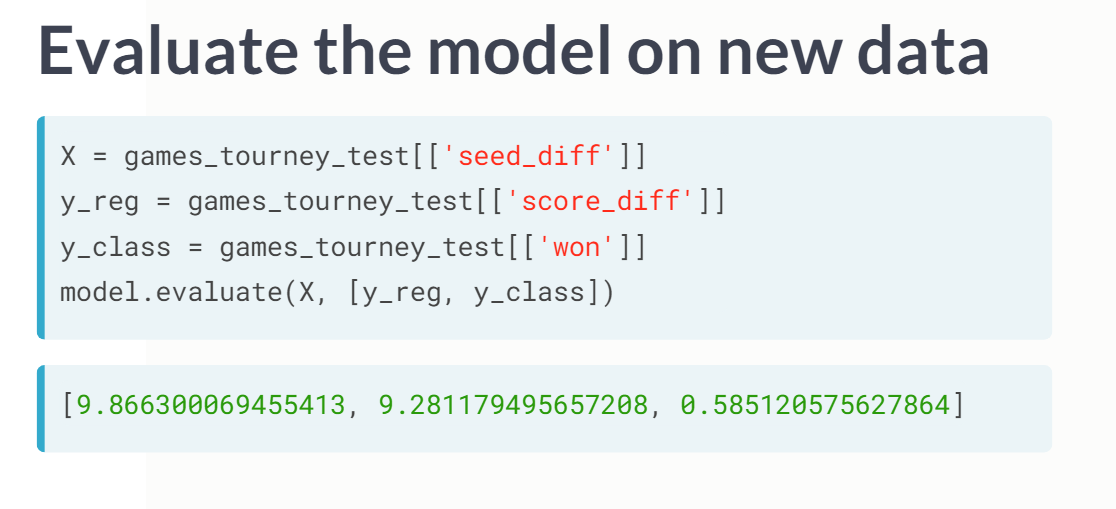 Evaluate the model on new data
X = games_tourney_test[['seed_diff']]
y_reg = games_tourney_test[['score_diff']]
y_class = games_tourney_test[['won']]
model.evaluate(X, [y_reg, y_class])
[9.866300069455413, 9.281179495657208, 0.585120575627864]